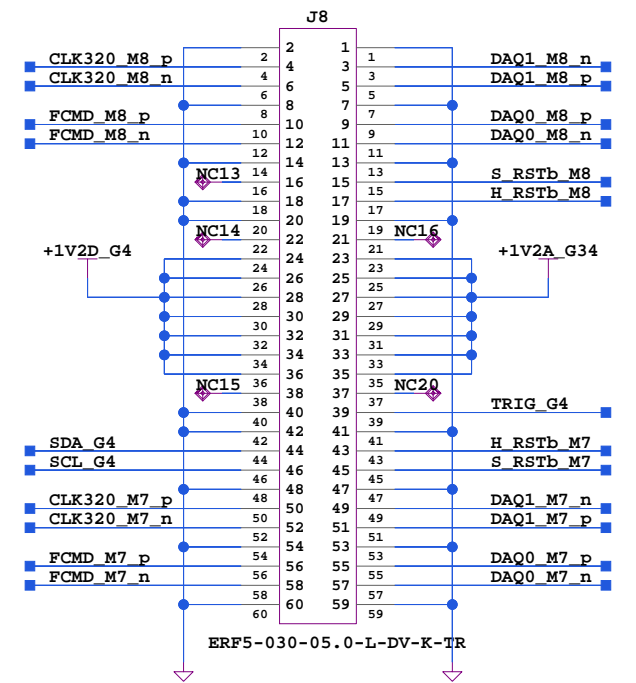 J8
2 1
CLK320_M8_p 2 1 DAQ1_M8_n
4 3
CLK320_M8_n 4 3 DAQ1_M8_p
6 5
6 5
8 7
FCMD_M8_p 8 7 DAQ0_M8_p
10 9
FCMD_M8_n 10 9 DAQ0_M8_n
12 11
12 11
14 13
NC13 14 13 S_RSTb_M8
16 15
16 15 H_RSTb_M8
18 17
18 17
20 19
NC14 20 19 NC16
22 21
+1V2D_G4 22 21 +1V2A_G34
24 23
24 23
26 25
26 25
28 27
28 27
30 29
30 29
32 31
32 31
34 33
34 33
36 35
NC15 36 35 NC20
38 37
38 37 TRIG_G4
40 39
40 39
42 41
SDA_G4 42 41 H_RSTb_M7
44 43
SCL_G4 44 43 S_RSTb_M7
46 45
46 45
48 47
CLK320_M7_p 48 47 DAQ1_M7_n
50 49
CLK320_M7_n 50 49 DAQ1_M7_p
52 51
52 51
54 53
FCMD_M7_p 54 53 DAQ0_M7_p
56 55
FCMD_M7_n 56 55 DAQ0_M7_n
58 57
58 57
60 59
60 59
ERF5-030-05.0-L-DV-K-TR